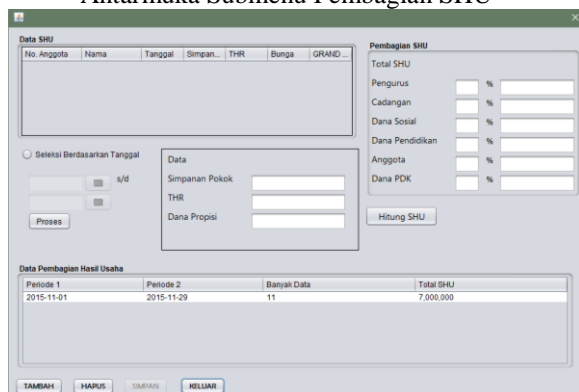 Antarmuka Submenu Pembagian SHU
Data SHU
No. Anggota Nama Tanggal Simpan... THR Bunga GRAND ...
Pembagian SHU
Total SHU
Pengurus %
Cadangan %
Dana Sosial %
Dana Pendidikan %
Anggota %
Dana PDK %
Hitung SHU
Seleksi Berdasarkan Tanggal
s/d
Proses
Data
Simpanan Pokok
THR
Dana Propisi
Data Pembagian Hasil Usaha
Periode 1 Periode 2 Banyak Data Total SHU
2015-11-01 2015-11-29 11 7,000,000
TAMBAH HAPUS SIMPAN KELUAR